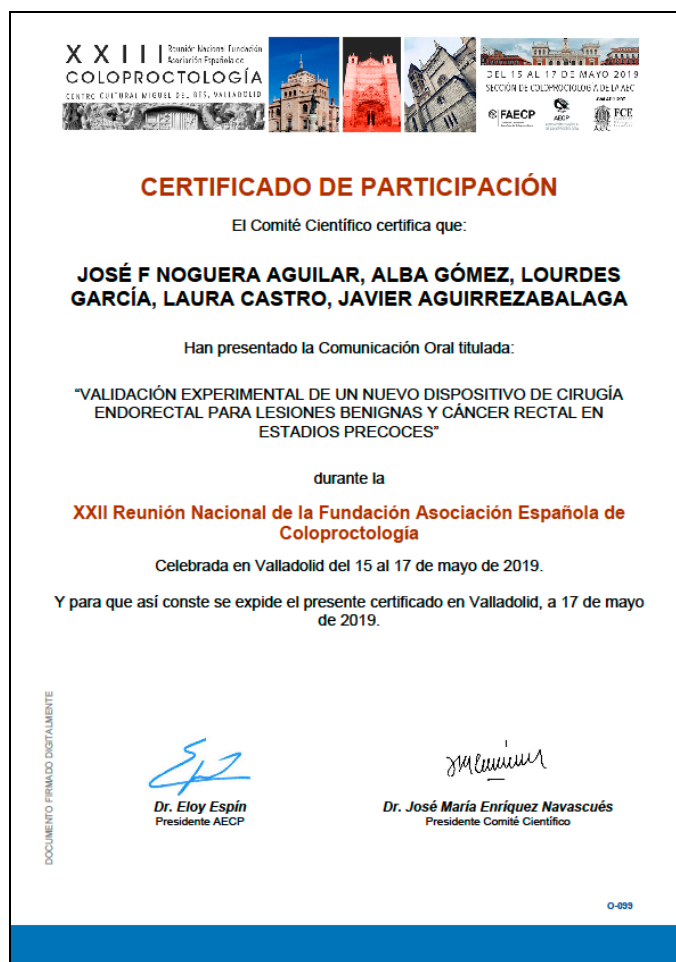 XXIII Reunión Nacional Fundación
Asociación Española de
COLOPROCTOLOGÍA
CENTRO CULTURAL MIGUEL DELIBES, VALLADOLID
DEL 15 AL 17 DE MAYO 2019
SECCIÓN DE COLOPROCTOLOGÍA DE LA AEC
FAECP
AECP
AEC
FCE
CERTIFICADO DE PARTICIPACIÓN
El Comité Científico certifica que:
JOSÉ F NOGUERA AGUILAR, ALBA GÓMEZ, LOURDES
GARCÍA, LAURA CASTRO, JAVIER AGUIRREZABALAGA
Han presentado la Comunicación Oral titulada:
“VALIDACIÓN EXPERIMENTAL DE UN NUEVO DISPOSITIVO DE CIRUGÍA
ENDORECTAL PARA LESIONES BENIGNAS Y CÁNCER RECTAL EN
ESTADIOS PRECOCES”
durante la
XXII Reunión Nacional de la Fundación Asociación Española de
Coloproctología
Celebrada en Valladolid del 15 al 17 de mayo de 2019.
Y para que así conste se expide el presente certificado en Valladolid, a 17 de mayo
de 2019.
DOCUMENTO FIRMADO DIGITALMENTE
Dr. Eloy Espín
Presidente AECP
Dr. José María Enríquez Navascués
Presidente Comité Científico
O-099